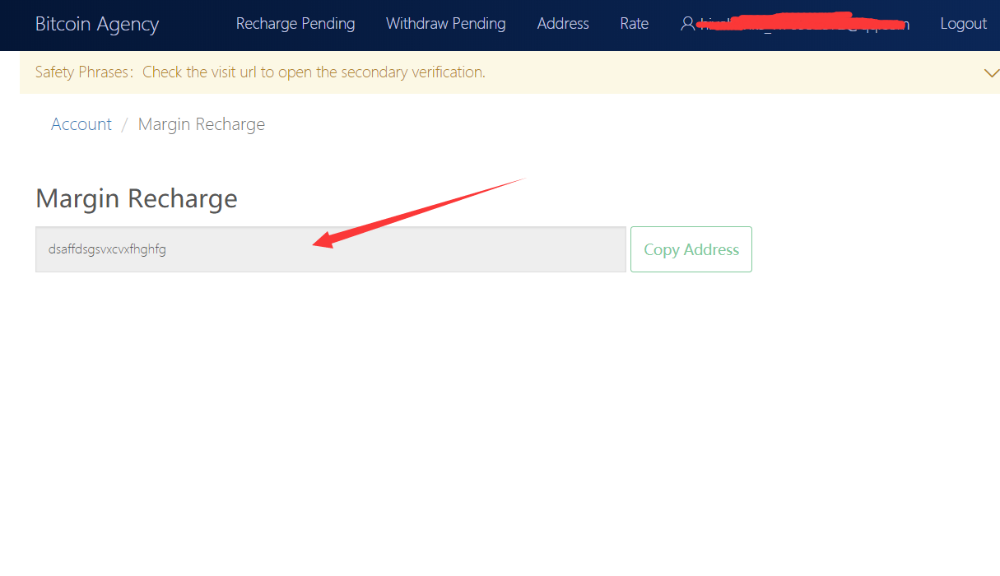 Bitcoin Agency Recharge Pending Withdraw Pending Address Rate Logout
Safety Phrases: Check the visit url to open the secondary verification.
Account / Margin Recharge
Margin Recharge
dsaffdsgsvxcvxfhghfg Copy Address